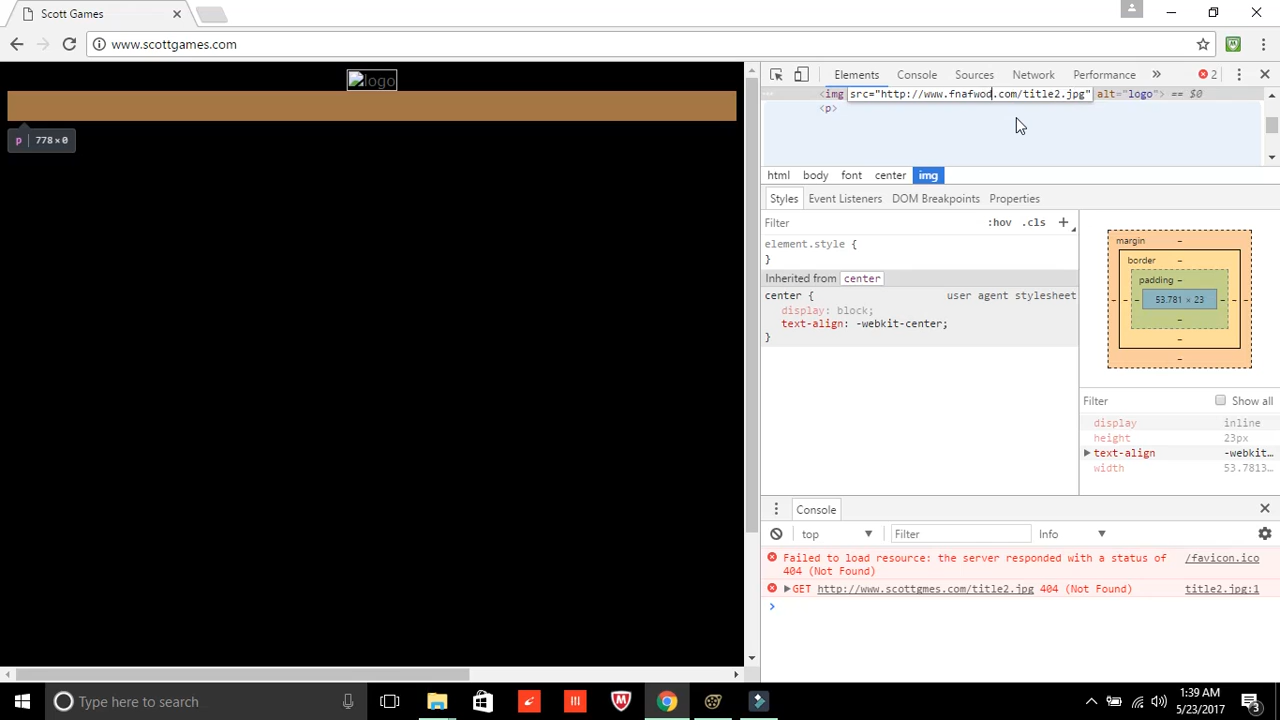 Scott Games
www.scottgames.com
logo
p 778×0
Elements Console Sources Network Performance » 2
<img src="http://www.fnafwod.com/title2.jpg" alt="logo"> == $0
<p>
html body font center img
Styles Event Listeners DOM Breakpoints Properties
Filter :hov .cls +
element.style {
}
Inherited from center
center { user agent stylesheet
display: block;
text-align: -webkit-center;
}
margin –
border –
padding –
– – – 53.781 × 23 – – –
–
–
–
Filter Show all
display inline
height 23px
text-align -webkit…
width 53.7813…
Console
top Filter Info
Failed to load resource: the server responded with a status of /favicon.ico
404 (Not Found)
GET http://www.scottgmes.com/title2.jpg 404 (Not Found) title2.jpg:1
Type here to search
1:39 AM
5/23/2017
3